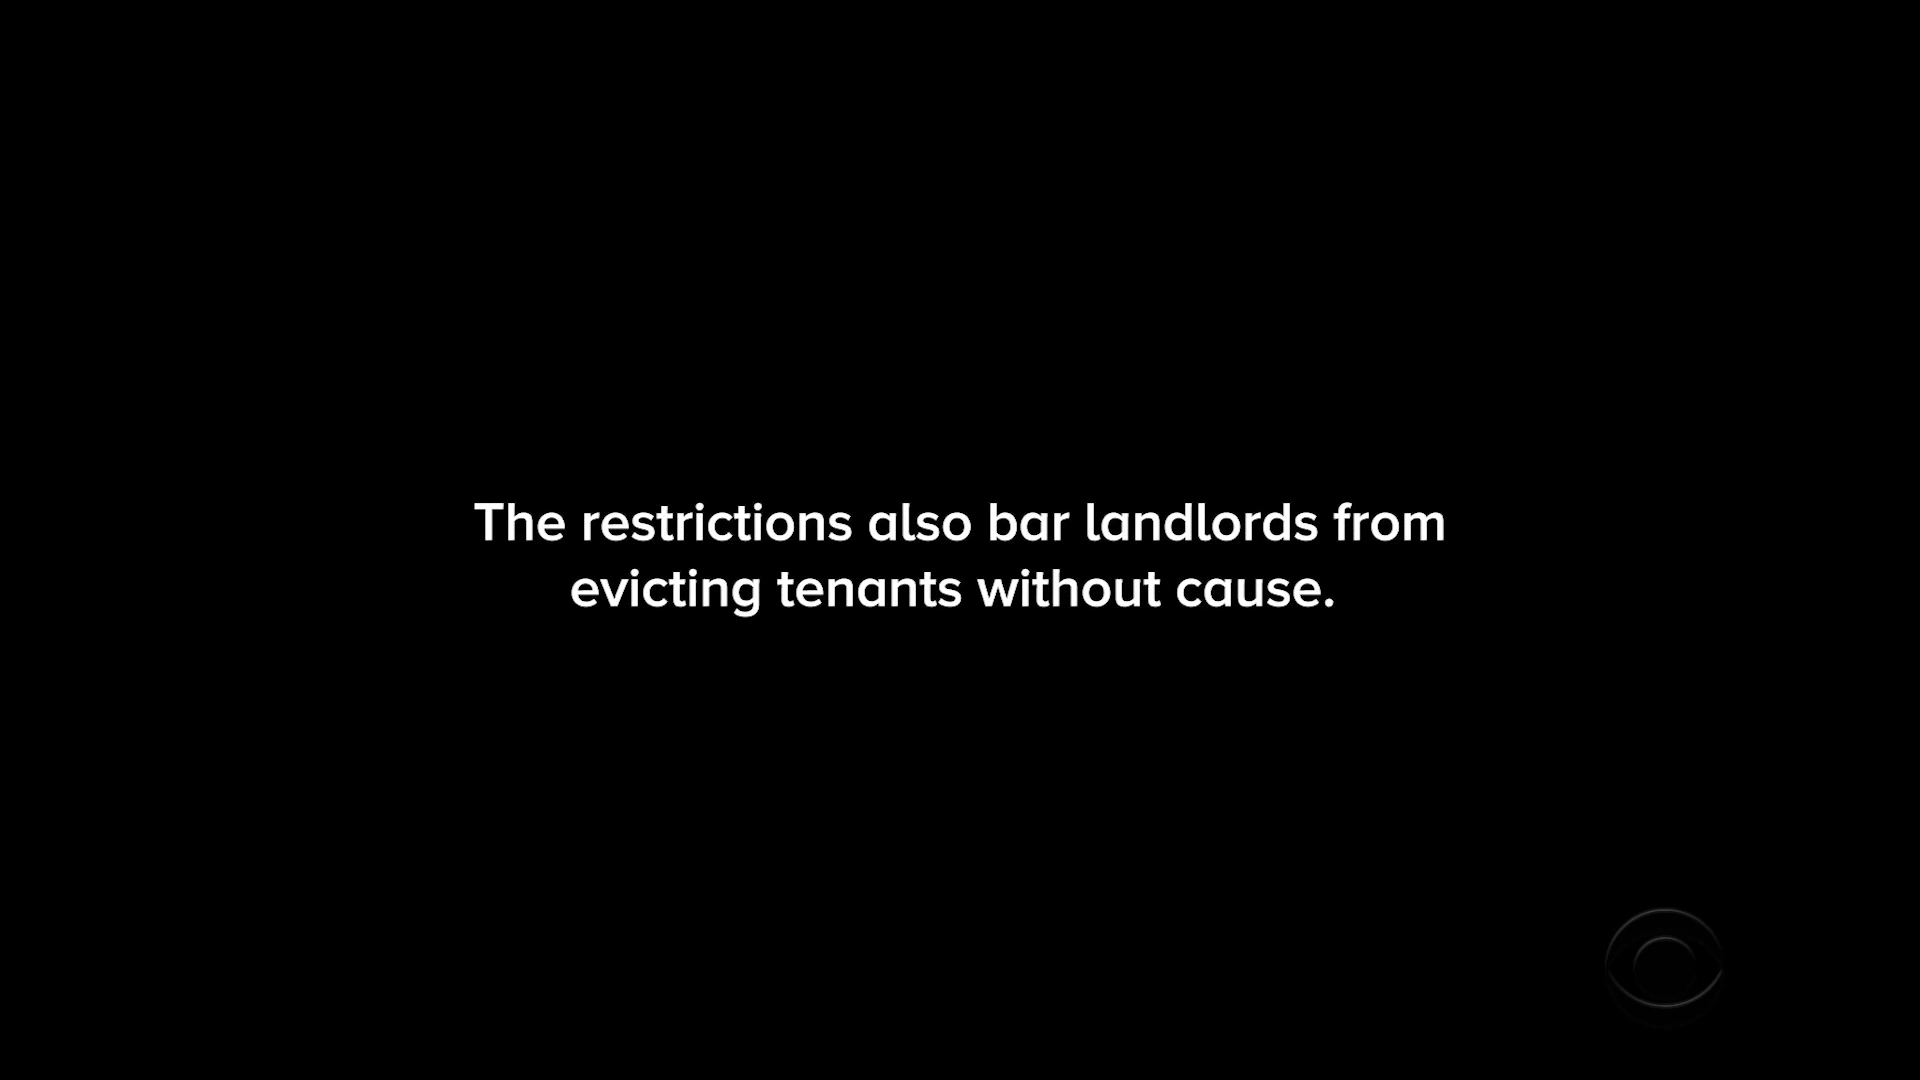 The restrictions also bar landlords from
evicting tenants without cause.